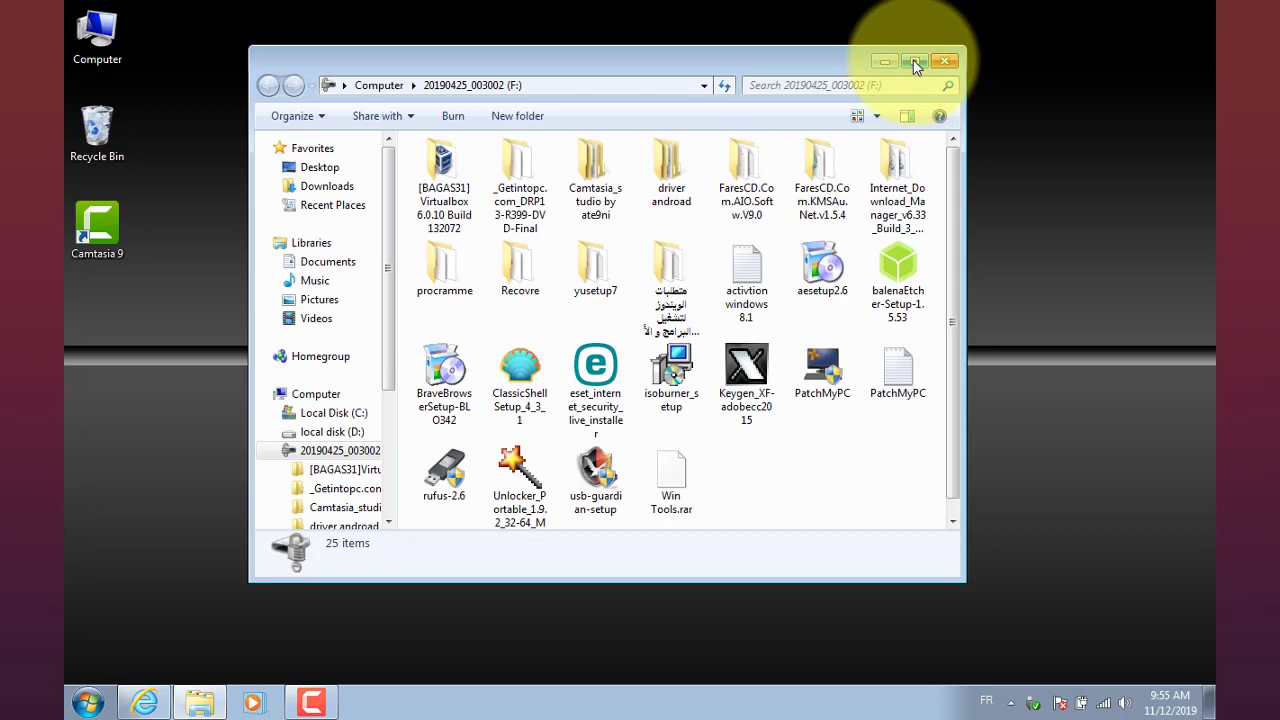 Computer
Recycle Bin
Camtasia 9
Computer
20190425_003002 (F:)
Search 20190425_003002 (F:)
Organize
Share with
Burn
New folder
Favorites
Desktop
Downloads
Recent Places
Libraries
Documents
Music
Pictures
Videos
Homegroup
Computer
Local Disk (C:)
local disk (D:)
20190425_003002
[BAGAS31]Virtu
_Getintopc.com
Camtasia_studi
driver androad
[BAGAS31]
Virtualbox
6.0.10 Build
132072
_Getintopc.
com_DRP1
3-R399-DV
D-Final
Camtasia_s
tudio by
ate9ni
driver
androad
FaresCD.Co
m.AIO.Soft
w.V9.0
FaresCD.Co
m.KMSAu.
Net.v1.5.4
Internet_Do
wnload_Ma
nager_v6.33
_Build_3_...
programme
Recovre
yusetup7
متطلبات
الويندوز
لتشغيل
البرامج و الأ...
activtion
windows
8.1
aesetup2.6
balenaEtch
er-Setup-1.
5.53
BraveBrows
erSetup-BL
O342
ClassicShell
Setup_4_3_
1
eset_intern
et_security_
live_installe
r
isoburner_s
etup
Keygen_XF-
adobecc20
15
PatchMyPC
PatchMyPC
rufus-2.6
Unlocker_P
ortable_1.9.
2_32-64_M
usb-guardi
an-setup
Win
Tools.rar
25 items
FR
9:55 AM
11/12/2019